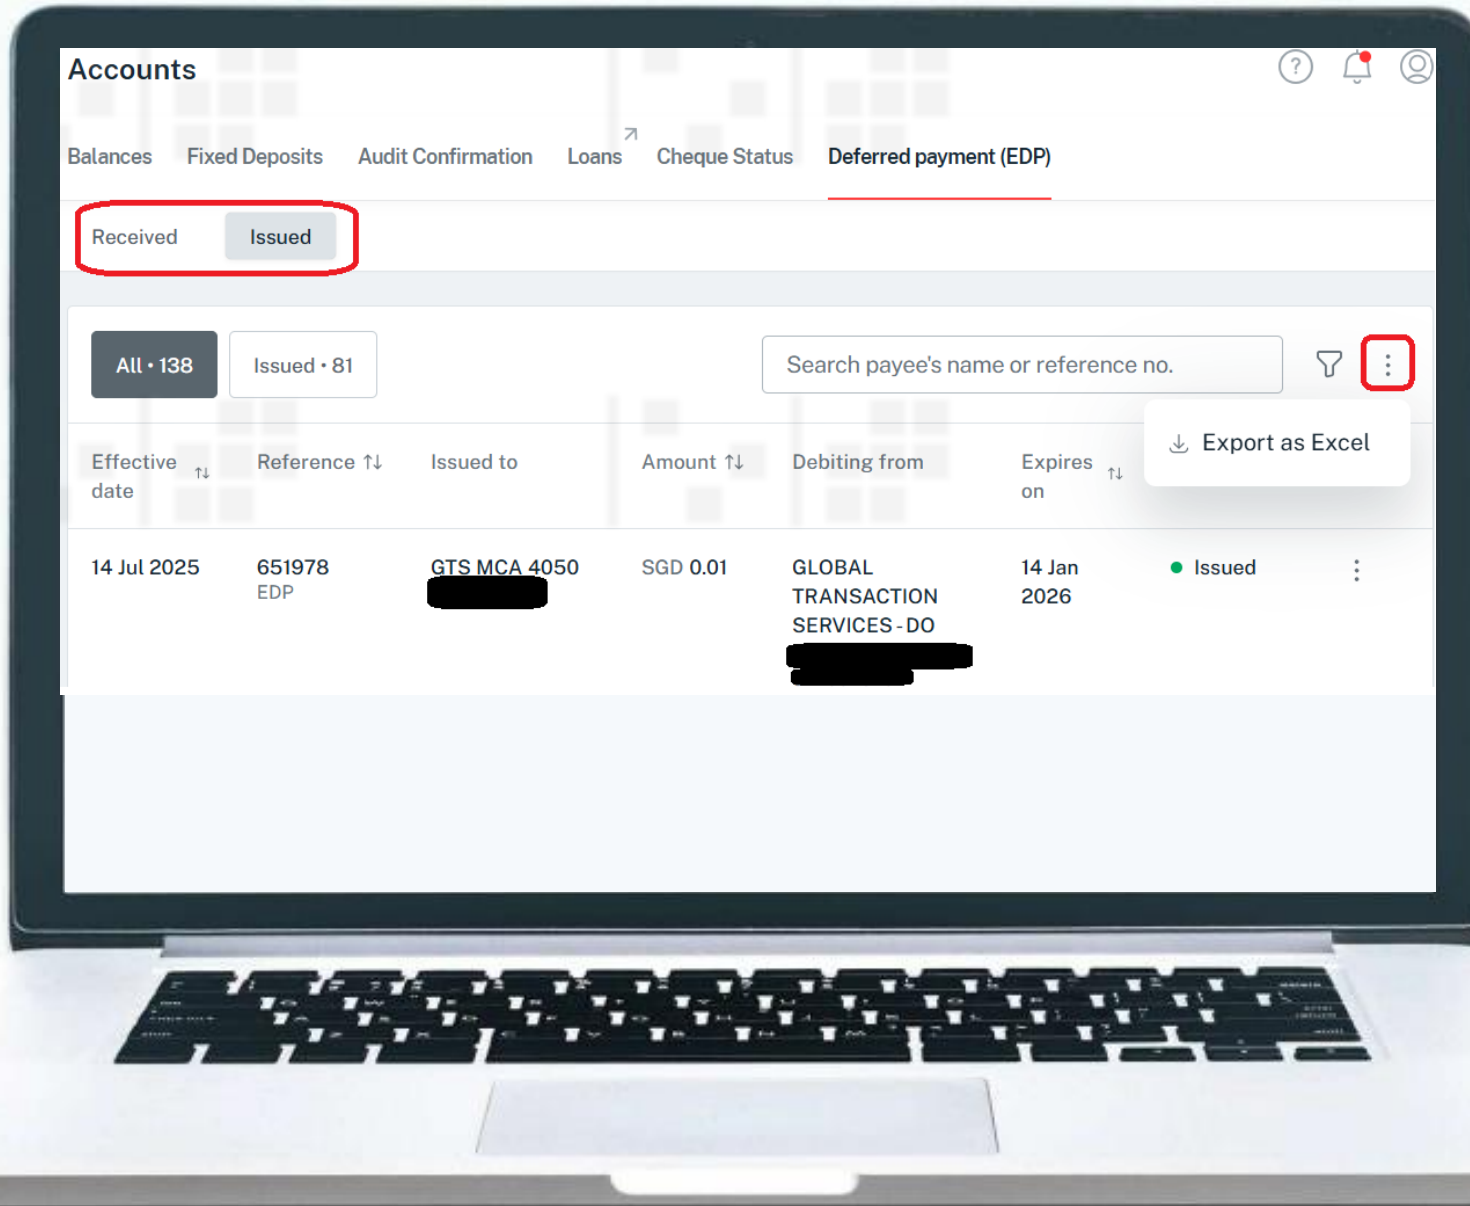 Accounts
Balances Fixed Deposits Audit Confirmation Loans Cheque Status Deferred payment (EDP)
Received Issued
All • 138 Issued • 81 Search payee's name or reference no.
Export as Excel
Effective date Reference Issued to Amount Debiting from Expires on
14 Jul 2025 651978 GTS MCA 4050 SGD 0.01 GLOBAL 14 Jan Issued
EDP TRANSACTION 2026
SERVICES - DO